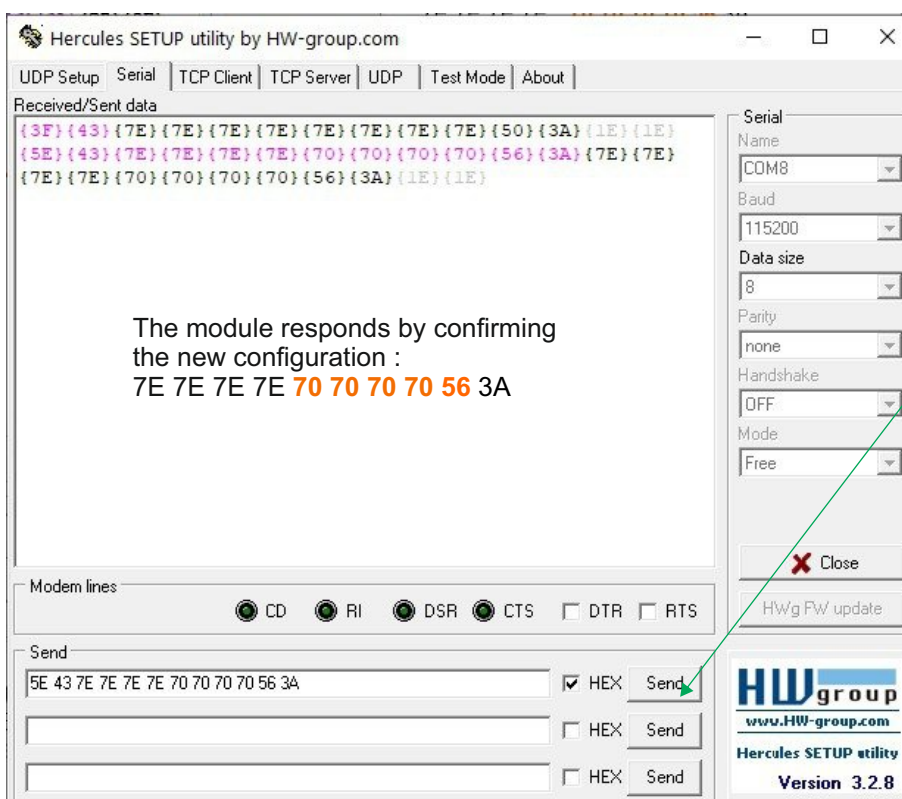 Hercules SETUP utility by HW-group.com
UDP Setup Serial TCP Client TCP Server UDP Test Mode About
Received/Sent data
{3F}{43}{7E}{7E}{7E}{7E}{7E}{7E}{7E}{7E}{50}{3A}{1E}{1E}
{5E}{43}{7E}{7E}{7E}{7E}{70}{70}{70}{70}{56}{3A}{7E}{7E}
{7E}{7E}{70}{70}{70}{70}{56}{3A}{1E}{1E}
The module responds by confirming
the new configuration :
7E 7E 7E 7E 70 70 70 70 56 3A
Serial
Name
COM8
Baud
115200
Data size
8
Parity
none
Handshake
OFF
Mode
Free
Close
HWg FW update
Modem lines
CD RI DSR CTS DTR RTS
Send
5E 43 7E 7E 7E 7E 70 70 70 70 56 3A HEX Send
HEX Send
HEX Send
HW group
www.HW-group.com
Hercules SETUP utility
Version 3.2.8